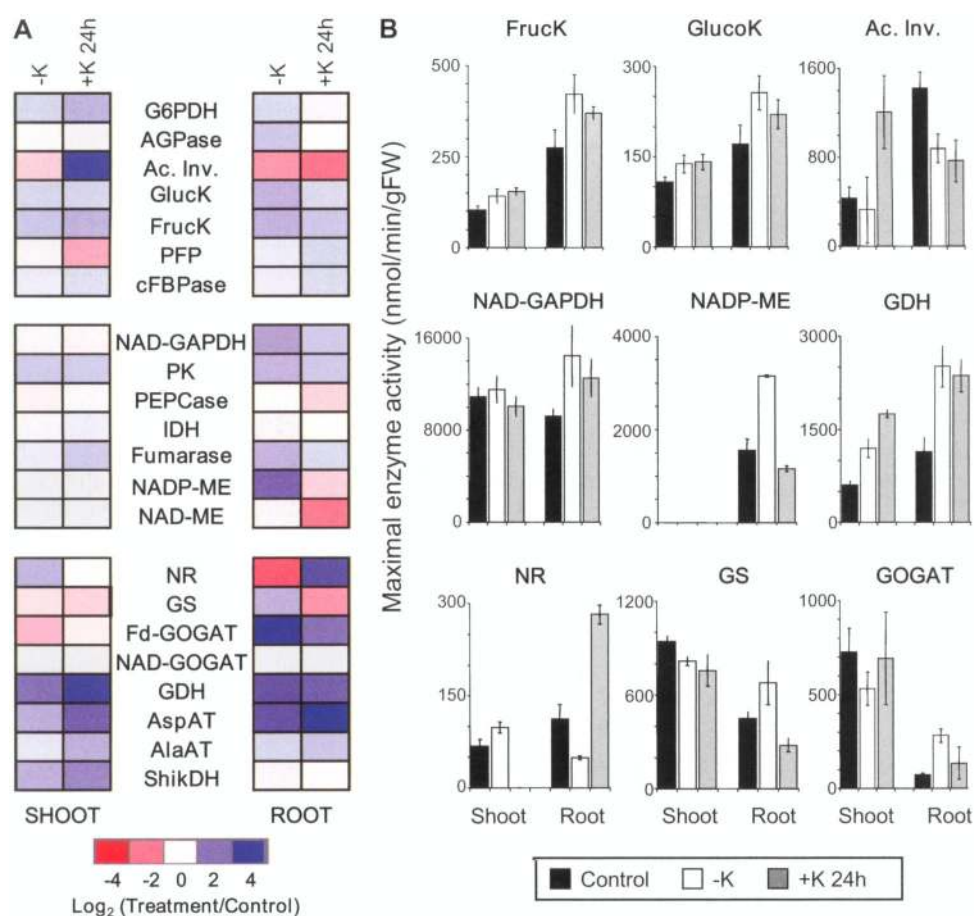 A
-K
+K 24h
-K
+K 24h
G6PDH
AGPase
Ac. Inv.
GlucK
FrucK
PFP
cFBPase
NAD-GAPDH
PK
PEPCase
IDH
Fumarase
NADP-ME
NAD-ME
NR
GS
Fd-GOGAT
NAD-GOGAT
GDH
AspAT
AlaAT
ShikDH
SHOOT
ROOT
-4 -2 0 2 4
Log2 (Treatment/Control)
B
Maximal enzyme activity (nmol/min/gFW)
FrucK
500
250
0
GlucoK
300
150
0
Ac. Inv.
1600
800
0
NAD-GAPDH
16000
8000
0
NADP-ME
4000
2000
0
GDH
3000
1500
0
NR
300
150
0
GS
1200
600
0
GOGAT
1000
500
0
Shoot Root
Shoot Root
Shoot Root
Control -K +K 24h